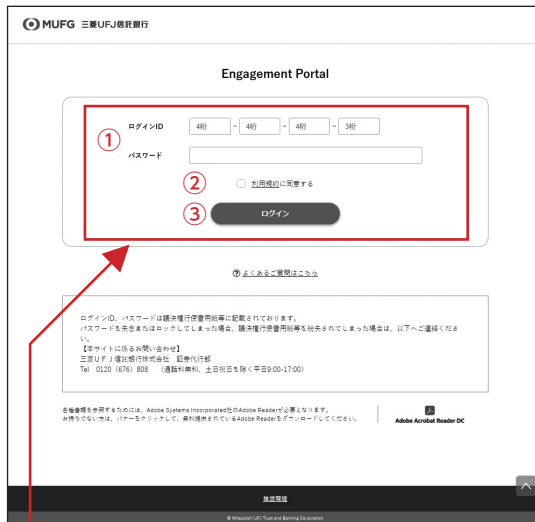 MUFG 三菱UFJ信託銀行
Engagement Portal
① ログインID 4桁 - 4桁 - 4桁 - 3桁
パスワード
② 利用規約に同意する
③ ログイン
? よくあるご質問はこちら
ログインID、パスワードは議決権行使書用紙等に記載されております。
パスワードを失念またはロックしてしまった場合、議決権行使書用紙等を紛失されてしまった場合は、以下へご連絡くださ
い。
【本サイトに係るお問い合わせ】
三菱UFJ信託銀行株式会社 証券代行部
Tel 0120（676）808 （通話料無料、土日祝日を除く平日9:00-17:00）
各種書類を参照するためには、Adobe Systems Incorporated社のAdobe Readerが必要となります。
お持ちでない方は、バナーをクリックして、無料提供されているAdobe Readerをダウンロードしてください。
Adobe Acrobat Reader DC
推奨環境
© Mitsubishi UFJ Trust and Banking Corporation